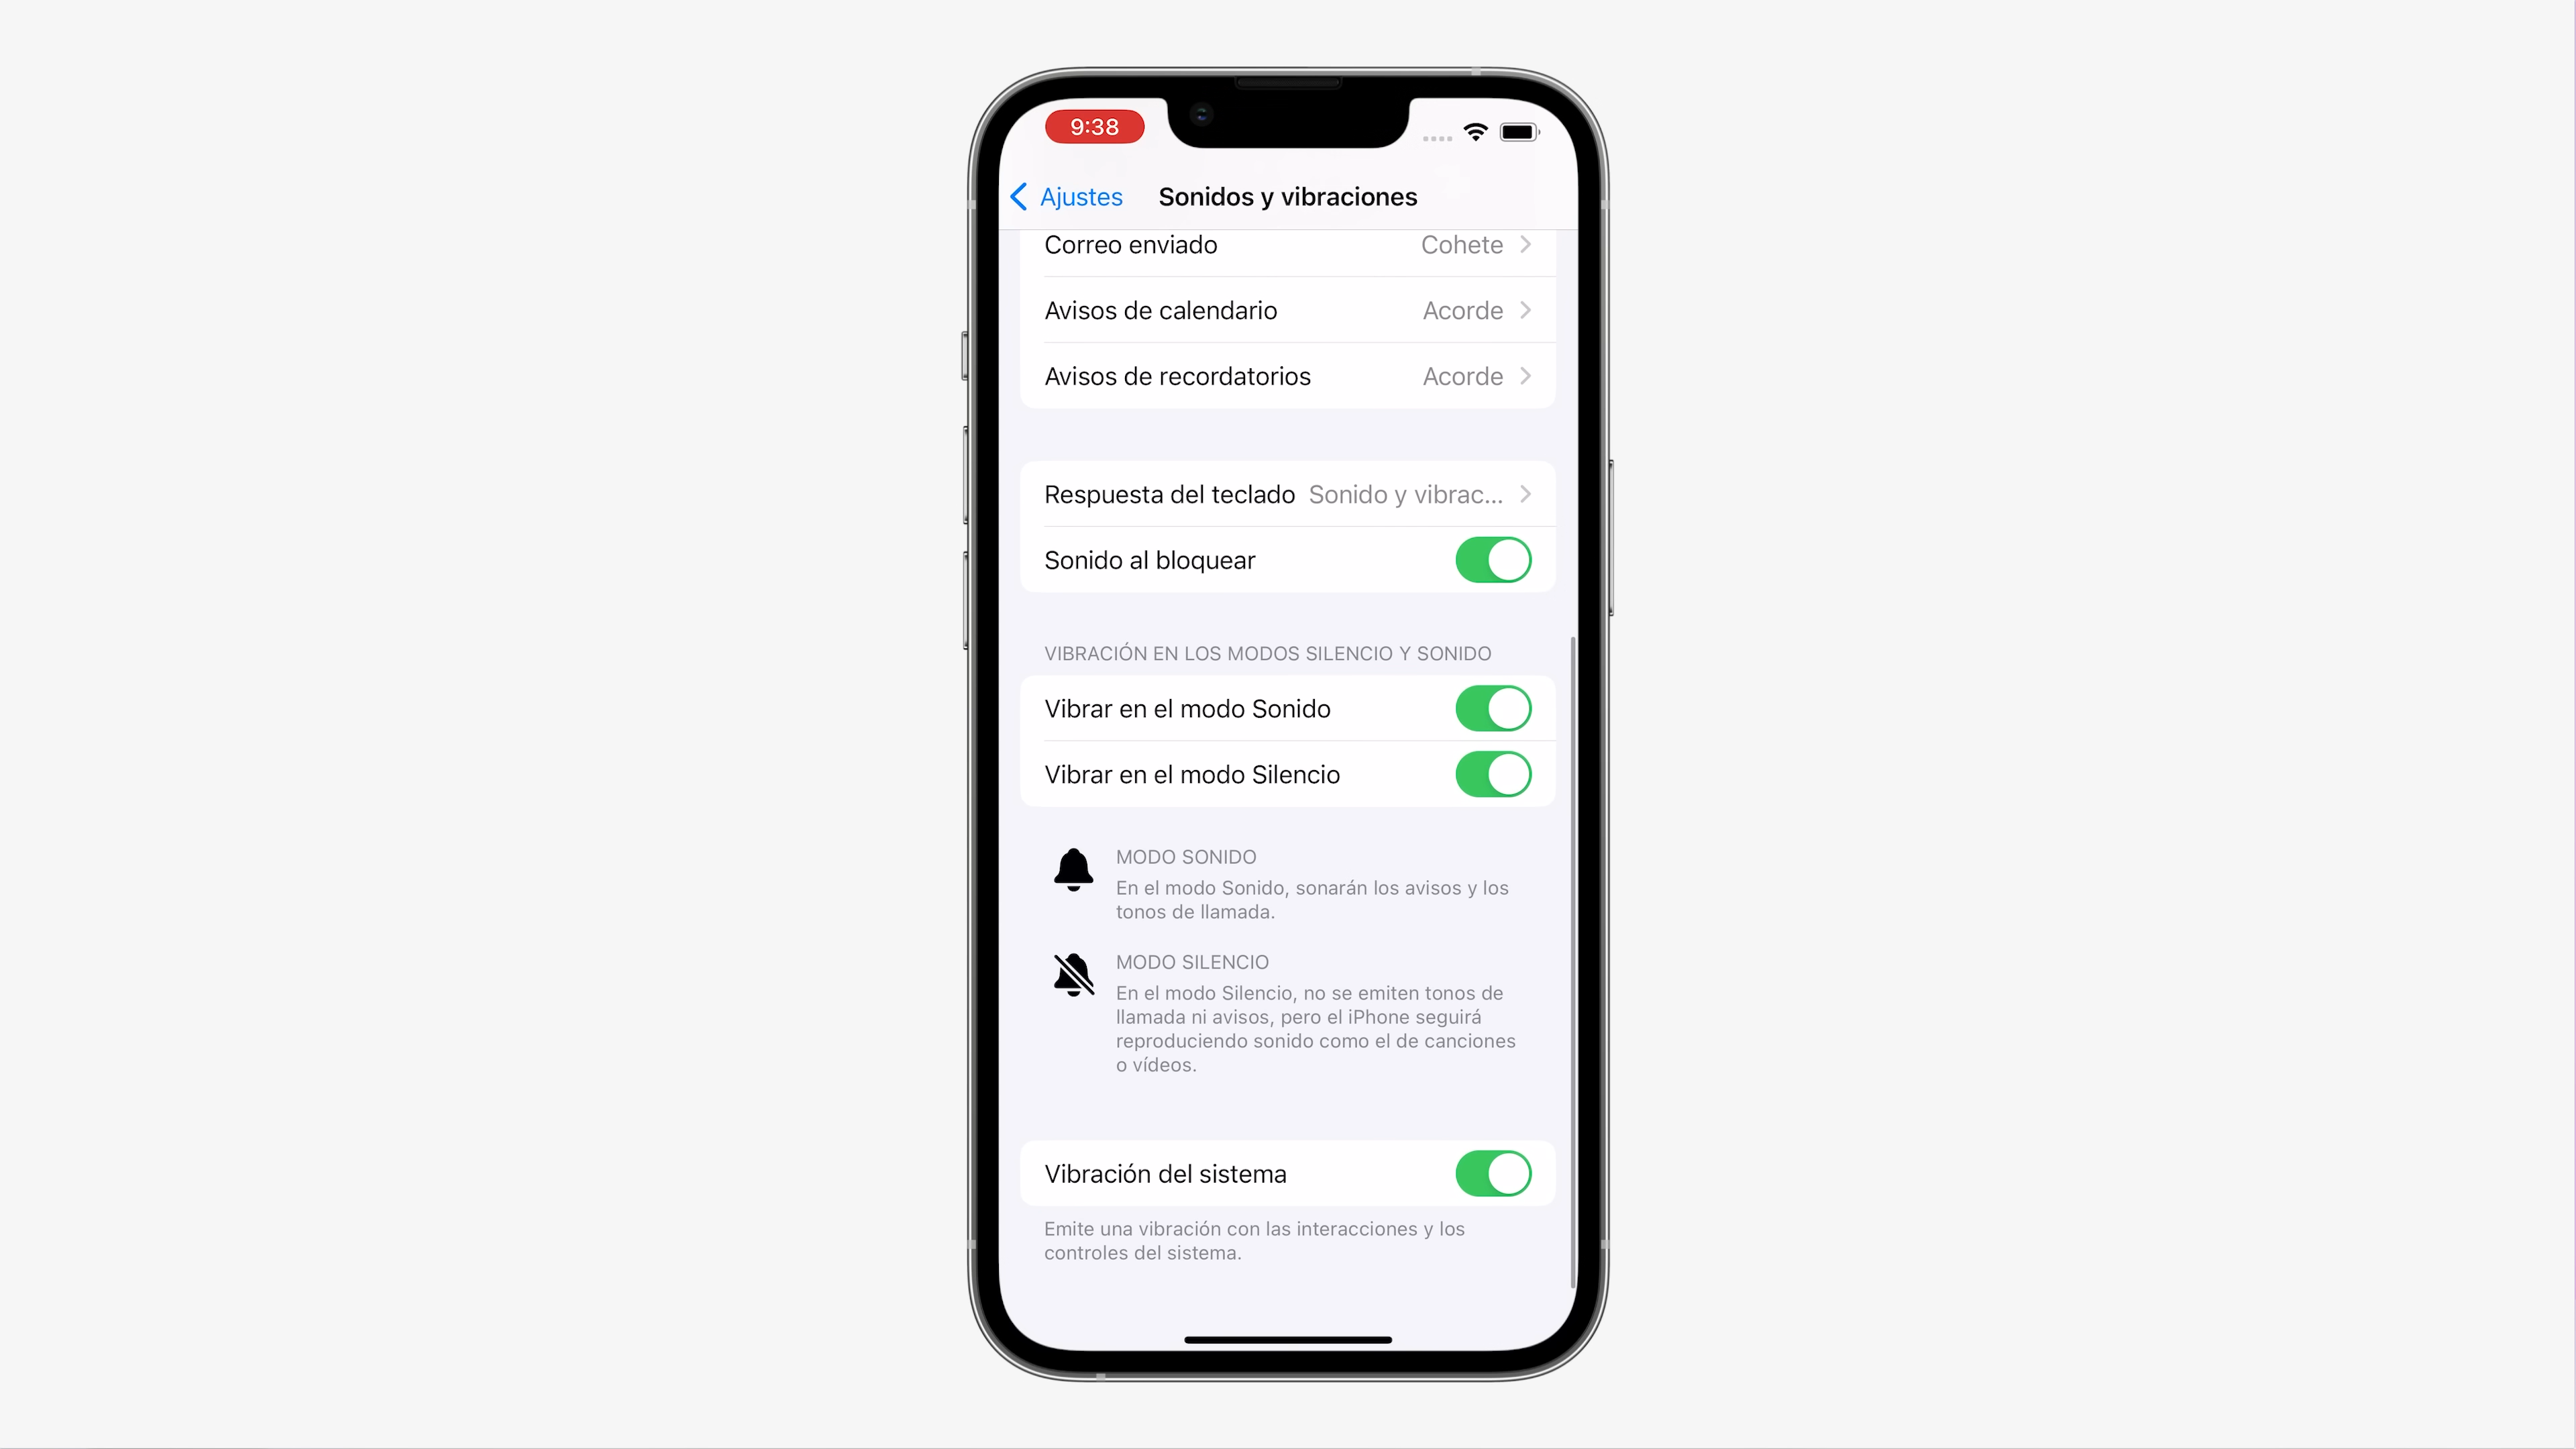 9:38
Ajustes
Sonidos y vibraciones
Correo enviado Cohete
Avisos de calendario Acorde
Avisos de recordatorios Acorde
Respuesta del teclado Sonido y vibrac...
Sonido al bloquear
VIBRACIÓN EN LOS MODOS SILENCIO Y SONIDO
Vibrar en el modo Sonido
Vibrar en el modo Silencio
MODO SONIDO
En el modo Sonido, sonarán los avisos y los
tonos de llamada.
MODO SILENCIO
En el modo Silencio, no se emiten tonos de
llamada ni avisos, pero el iPhone seguirá
reproduciendo sonido como el de canciones
o vídeos.
Vibración del sistema
Emite una vibración con las interacciones y los
controles del sistema.